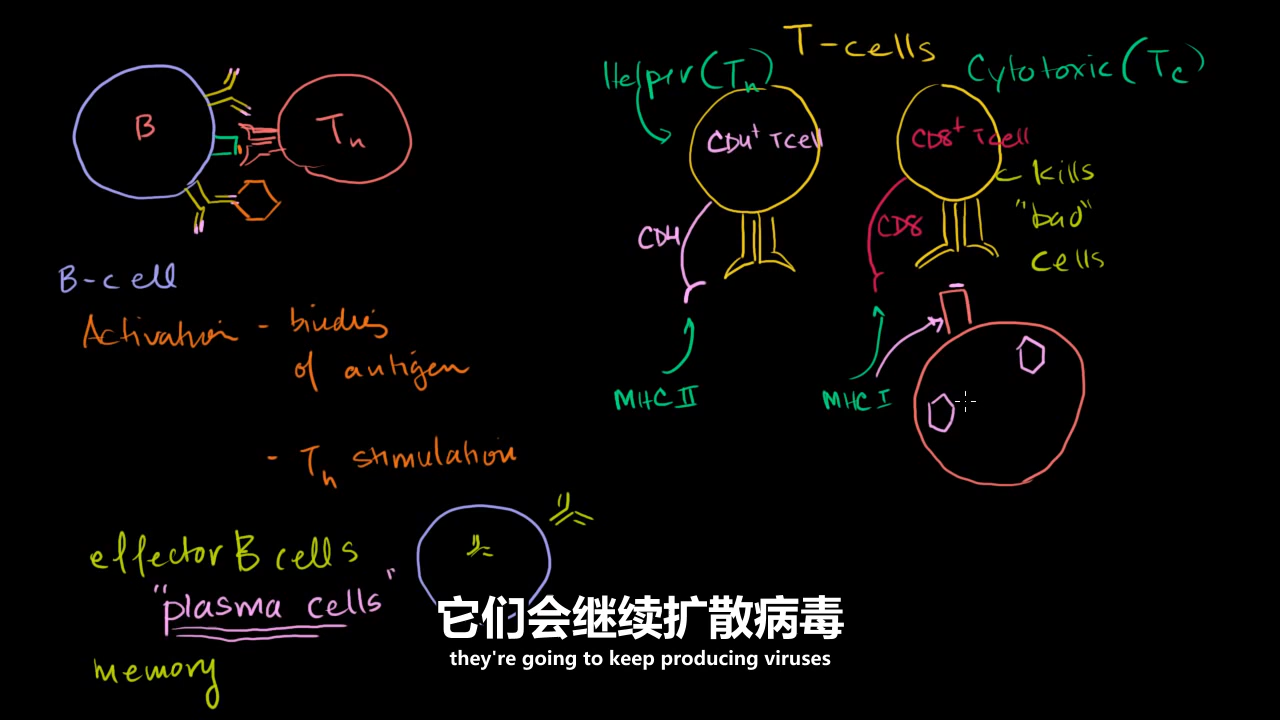 T-cells
Helper (Th)
Cytotoxic (Tc)
B
Th
CD4+ Tcell
CD8+ Tcell
kills
"bad"
cells
CD4
CD8
B-cell
Activation - binding
of antigen
MHC II
MHC I
- Th stimulation
effector B cells
"plasma cells"
memory
它们会继续扩散病毒
they're going to keep producing viruses